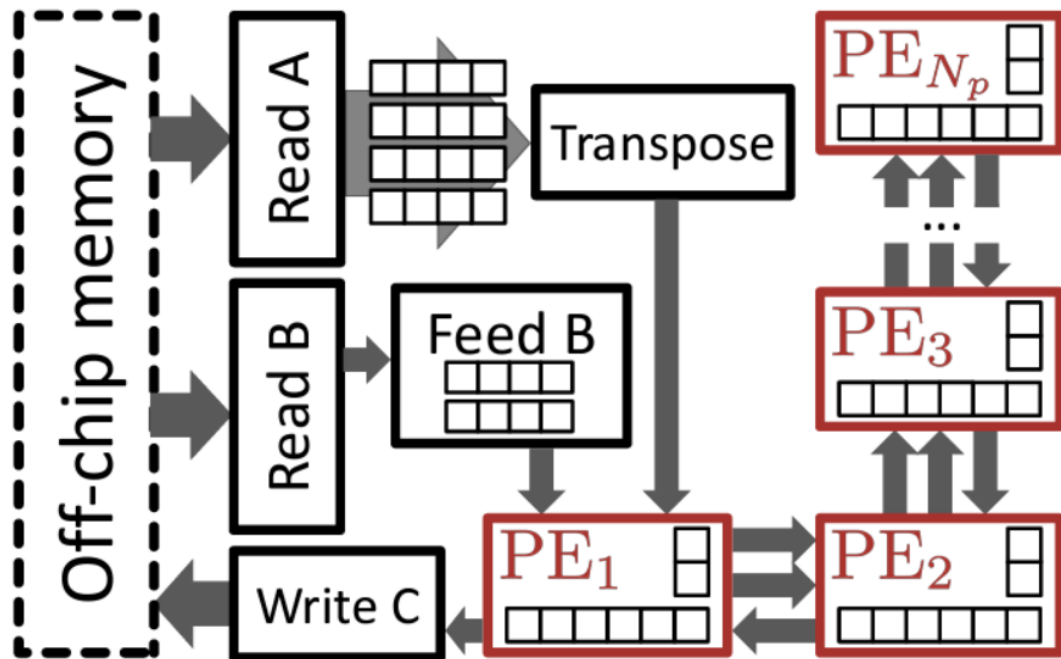 Off-chip memory
Read A
Transpose
PE_{N_p}
...
Read B
Feed B
PE_3
Write C
PE_1
PE_2